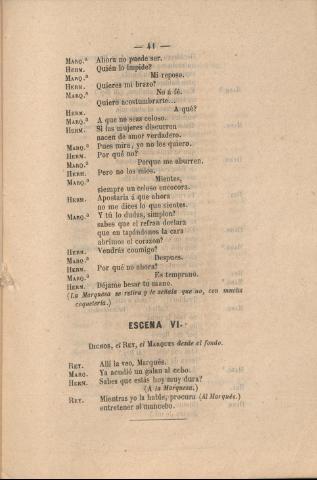 — 41 —
MARQ.ª Ahora no puede ser.
HERN. Quién lo impide?
MARQ.ª Mi reposo.
HERN. Quieres mi brazo?
MARQ.ª No á fé.
Quiero acostumbrarte...
HERN. A qué?
MARQ.ª A que no seas celoso.
HERN. Si las mujeres discurren
nacen de amor verdadero.
MARQ.ª Pues mira, yo no los quiero.
HERN. Por qué no?
MARQ.ª Porque me aburren.
HERN. Pero no los mios.
MARQ.ª Mientes,
siempre un celoso encocora.
HERN. Apostaria á que ahora
no me dices lo que sientes.
MARQ.ª Y tú lo dudas, simplon?
sabes que el refran declara
que en tapándonos la cara
abrimos el corazon?
HERN. Vendrás conmigo?
MARQ.ª Despues.
HERN. Por qué no ahora?
MARQ.ª Es temprano.
HERN. Déjame besar tu mano.
(La Marquesa se retira y le señala que no, con mucha
coquetería.)
ESCENA VI.
DICHOS, el REY, el MARQUES desde el fondo.
REY. Allí la veo, Marqués.
MARQ. Ya acudió un galan al echo.
HERN. Sabes que estás hoy muy dura?
(A la Marquesa.)
REY. Mientras yo la hable, procura (Al Marqués.)
entretener al mancebo.